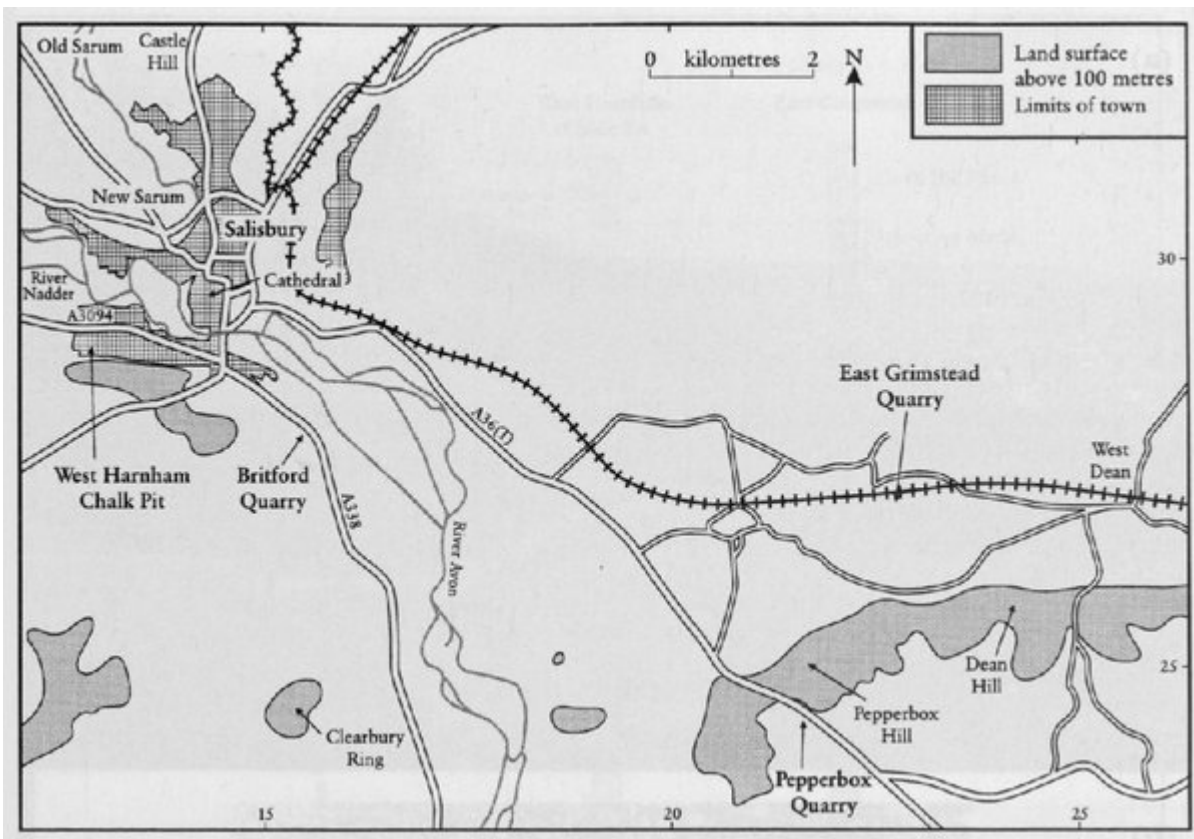 Old Sarum
Castle
Hill
0 kilometres 2
N
Land surface
above 100 metres
Limits of town
New Sarum
Salisbury
30
River
Nadder
Cathedral
A3094
East Grimstead
Quarry
A36(T)
West
Dean
West Harnham
Chalk Pit
Britford
Quarry
A338
River Avon
25
Dean
Hill
Pepperbox
Hill
Clearbury
Ring
Pepperbox
Quarry
15
20
25